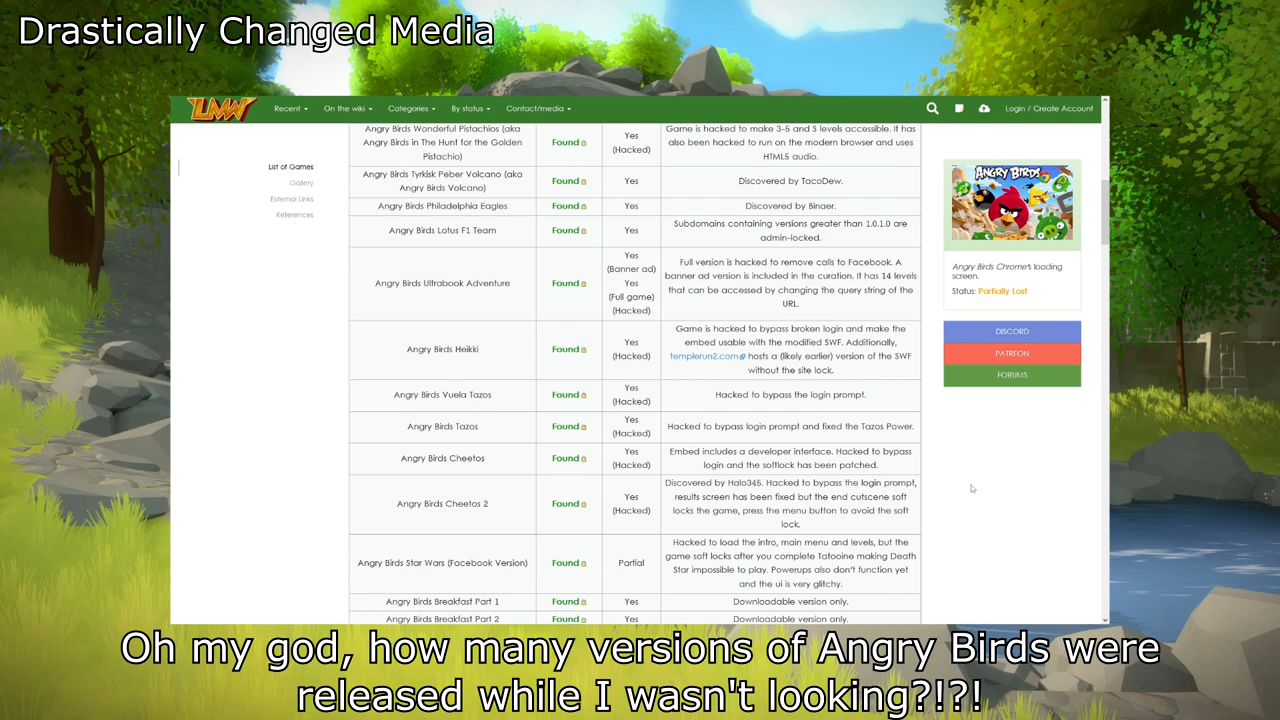 Drastically Changed Media
LMW
Recent
On the wiki
Categories
By status
Contact/media
Login / Create Account
List of Games
Gallery
External Links
References
Angry Birds Wonderful Pistachios (aka
Angry Birds in The Hunt for the Golden
Pistachio)
Found
Yes
(Hacked)
Game is hacked to make 3-5 and S levels accessible. It has
also been hacked to run on the modern browser and uses
HTML5 audio.
Angry Birds Tyrkisk Peber Volcano (aka
Angry Birds Volcano)
Found
Yes
Discovered by TacoDew.
Angry Birds Philadelphia Eagles
Found
Yes
Discovered by Binaer.
Angry Birds Lotus F1 Team
Found
Yes
Subdomains containing versions greater than 1.0.1.0 are
admin-locked.
Angry Birds Ultrabook Adventure
Found
Yes
(Banner ad)
Yes
(Full game)
(Hacked)
Full version is hacked to remove calls to Facebook. A
banner ad version is included in the curation. It has 14 levels
that can be accessed by changing the query string of the
URL.
Angry Birds Heikki
Found
Yes
(Hacked)
Game is hacked to bypass broken login and make the
embed usable with the modified SWF. Additionally,
templerun2.com hosts a (likely earlier) version of the SWF
without the site lock.
Angry Birds Vuela Tazos
Found
Yes
(Hacked)
Hacked to bypass the login prompt.
Angry Birds Tazos
Found
Yes
(Hacked)
Hacked to bypass login prompt and fixed the Tazos Power.
Angry Birds Cheetos
Found
Yes
(Hacked)
Embed includes a developer interface. Hacked to bypass
login and the softlock has been patched.
Angry Birds Cheetos 2
Found
Yes
(Hacked)
Discovered by Halo345. Hacked to bypass the login prompt,
results screen has been fixed but the end cutscene soft
locks the game, press the menu button to avoid the soft
lock.
Angry Birds Star Wars (Facebook Version)
Found
Partial
Hacked to load the intro, main menu and levels, but the
game soft locks after you complete Tatooine making Death
Star impossible to play. Powerups also don't function yet
and the ui is very glitchy.
Angry Birds Breakfast Part 1
Found
Yes
Downloadable version only.
Angry Birds Breakfast Part 2
Found
Yes
Downloadable version only.
ANGRY BIRDS
Angry Birds Chrome's loading
screen.
Status: Partially Lost
DISCORD
PATREON
FORUMS
Oh my god, how many versions of Angry Birds were
released while I wasn't looking?!?!